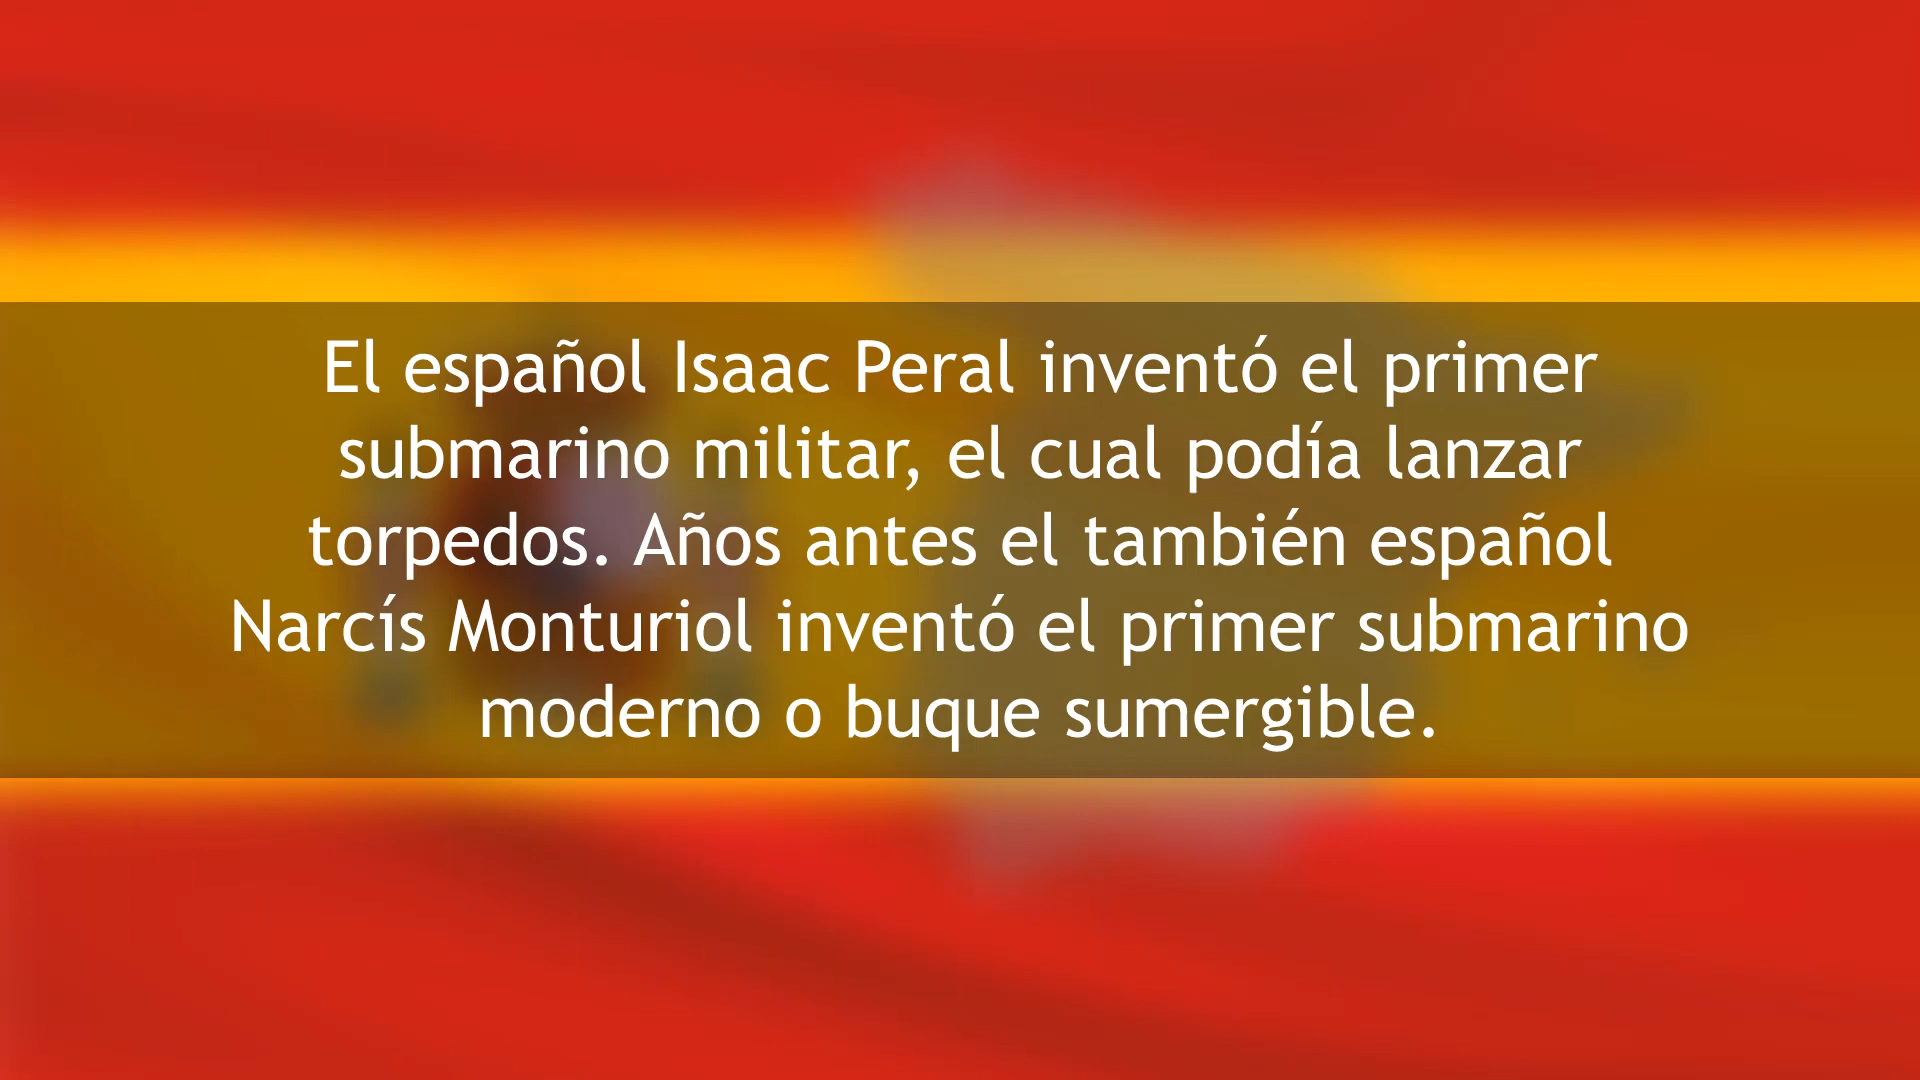 El español Isaac Peral inventó el primer
submarino militar, el cual podía lanzar
torpedos. Años antes el también español
Narcís Monturiol inventó el primer submarino
moderno o buque sumergible.